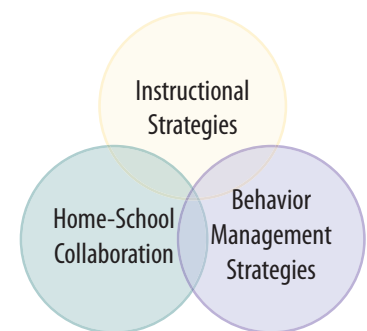 Instructional
Strategies
Home-School
Collaboration
Behavior
Management
Strategies